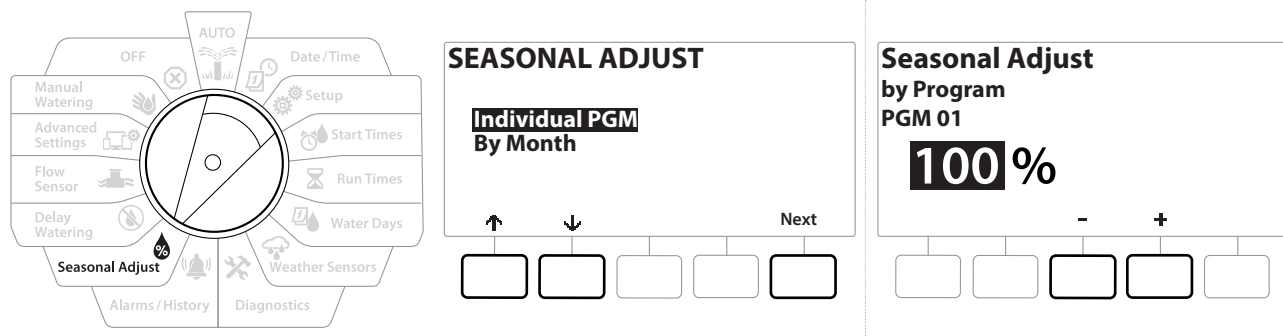 AUTO
Date/Time
Setup
Start Times
Run Times
Water Days
Weather Sensors
Diagnostics
Alarms/History
Seasonal Adjust
%
Delay
Watering
Flow
Sensor
Advanced
Settings
Manual
Watering
OFF
SEASONAL ADJUST
Individual PGM
By Month
Next
Seasonal Adjust
by Program
PGM 01
100 %
- +